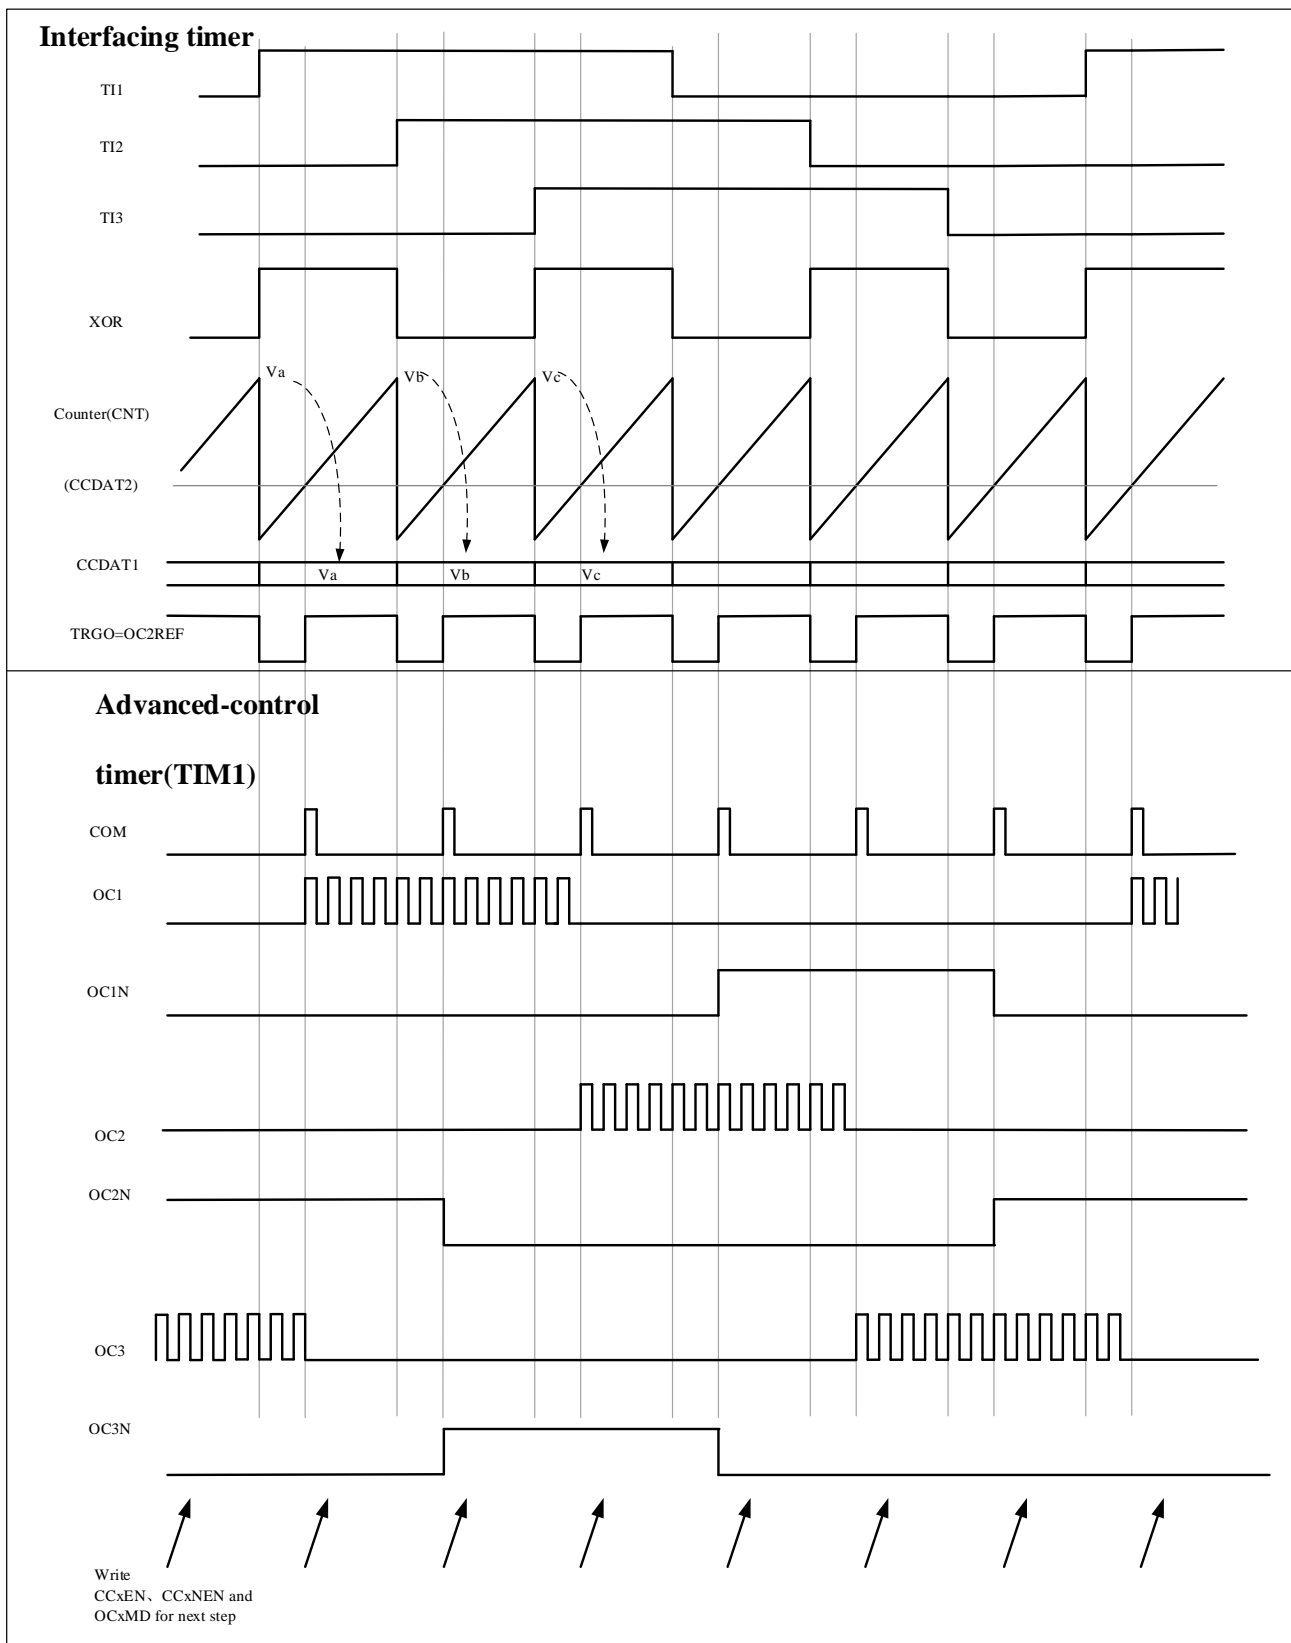 Interfacing timer
TI1
TI2
TI3
XOR
Va
Vb
Vc
Counter(CNT)
(CCDAT2)
CCDAT1
Va
Vb
Vc
TRGO=OC2REF
Advanced-control
timer(TIM1)
COM
OC1
OC1N
OC2
OC2N
OC3
OC3N
Write
CCxEN、CCxNEN and
OCxMD for next step